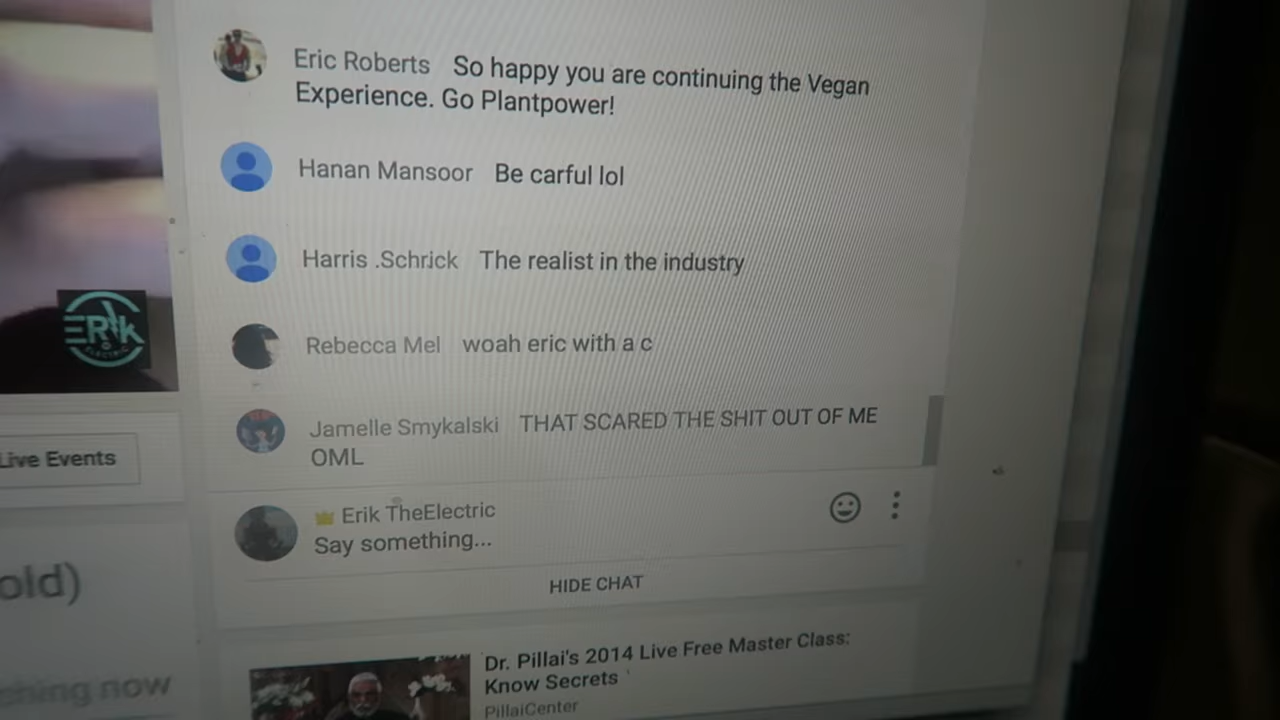 Eric Roberts So happy you are continuing the Vegan
Experience. Go Plantpower!
Hanan Mansoor Be carful lol
Harris .Schrick The realist in the industry
Rebecca Mel woah eric with a c
ERik
ELECTRIC
Jamelle Smykalski THAT SCARED THE SHIT OUT OF ME
OML
Live Events
Erik TheElectric
Say something...
old)
HIDE CHAT
Dr. Pillai's 2014 Live Free Master Class:
Know Secrets
ching now
PillaiCenter